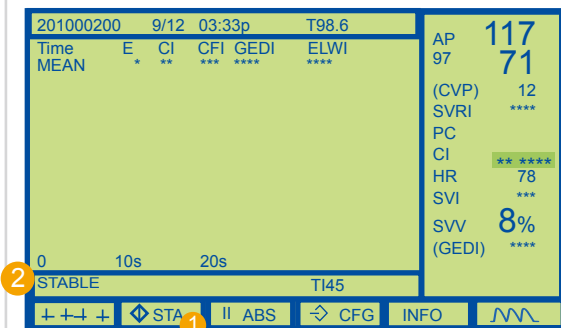 201000200 9/12 03:33p T98.6
Time E CI CFI GEDI ELWI
MEAN * ** *** **** ****
0 10s 20s
2
STABLE TI45
STA II ABS CFG INFO
1
AP 117
97 71
(CVP) 12
SVRI ****
PC
CI ** ****
HR 78
SVI ***
SVV 8%
(GEDI) ****